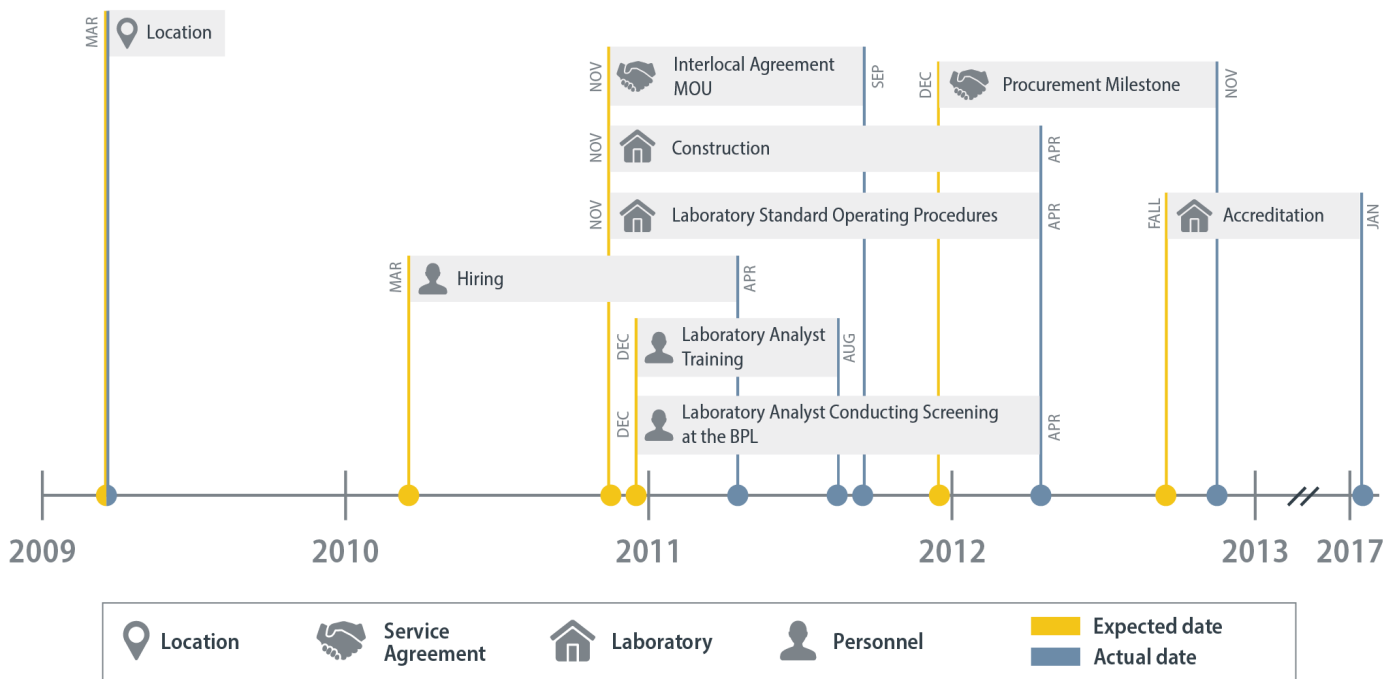 MAR
Location
NOV
Interlocal Agreement
MOU
SEP
DEC
Procurement Milestone
NOV
NOV
Construction
APR
NOV
Laboratory Standard Operating Procedures
APR
FALL
Accreditation
JAN
MAR
Hiring
APR
DEC
Laboratory Analyst
Training
AUG
DEC
Laboratory Analyst Conducting Screening
at the BPL
APR
2009
2010
2011
2012
2013
2017
Location
Service
Agreement
Laboratory
Personnel
Expected date
Actual date